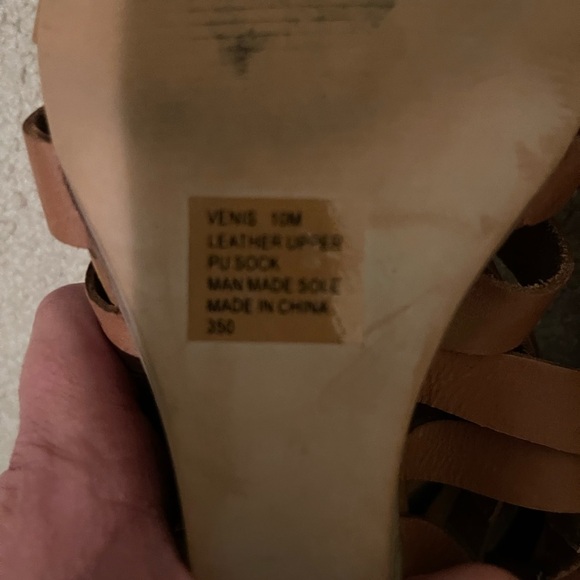 VENIS 10M
LEATHER UPPER
PU SOCK
MAN MADE SOLE
MADE IN CHINA
350